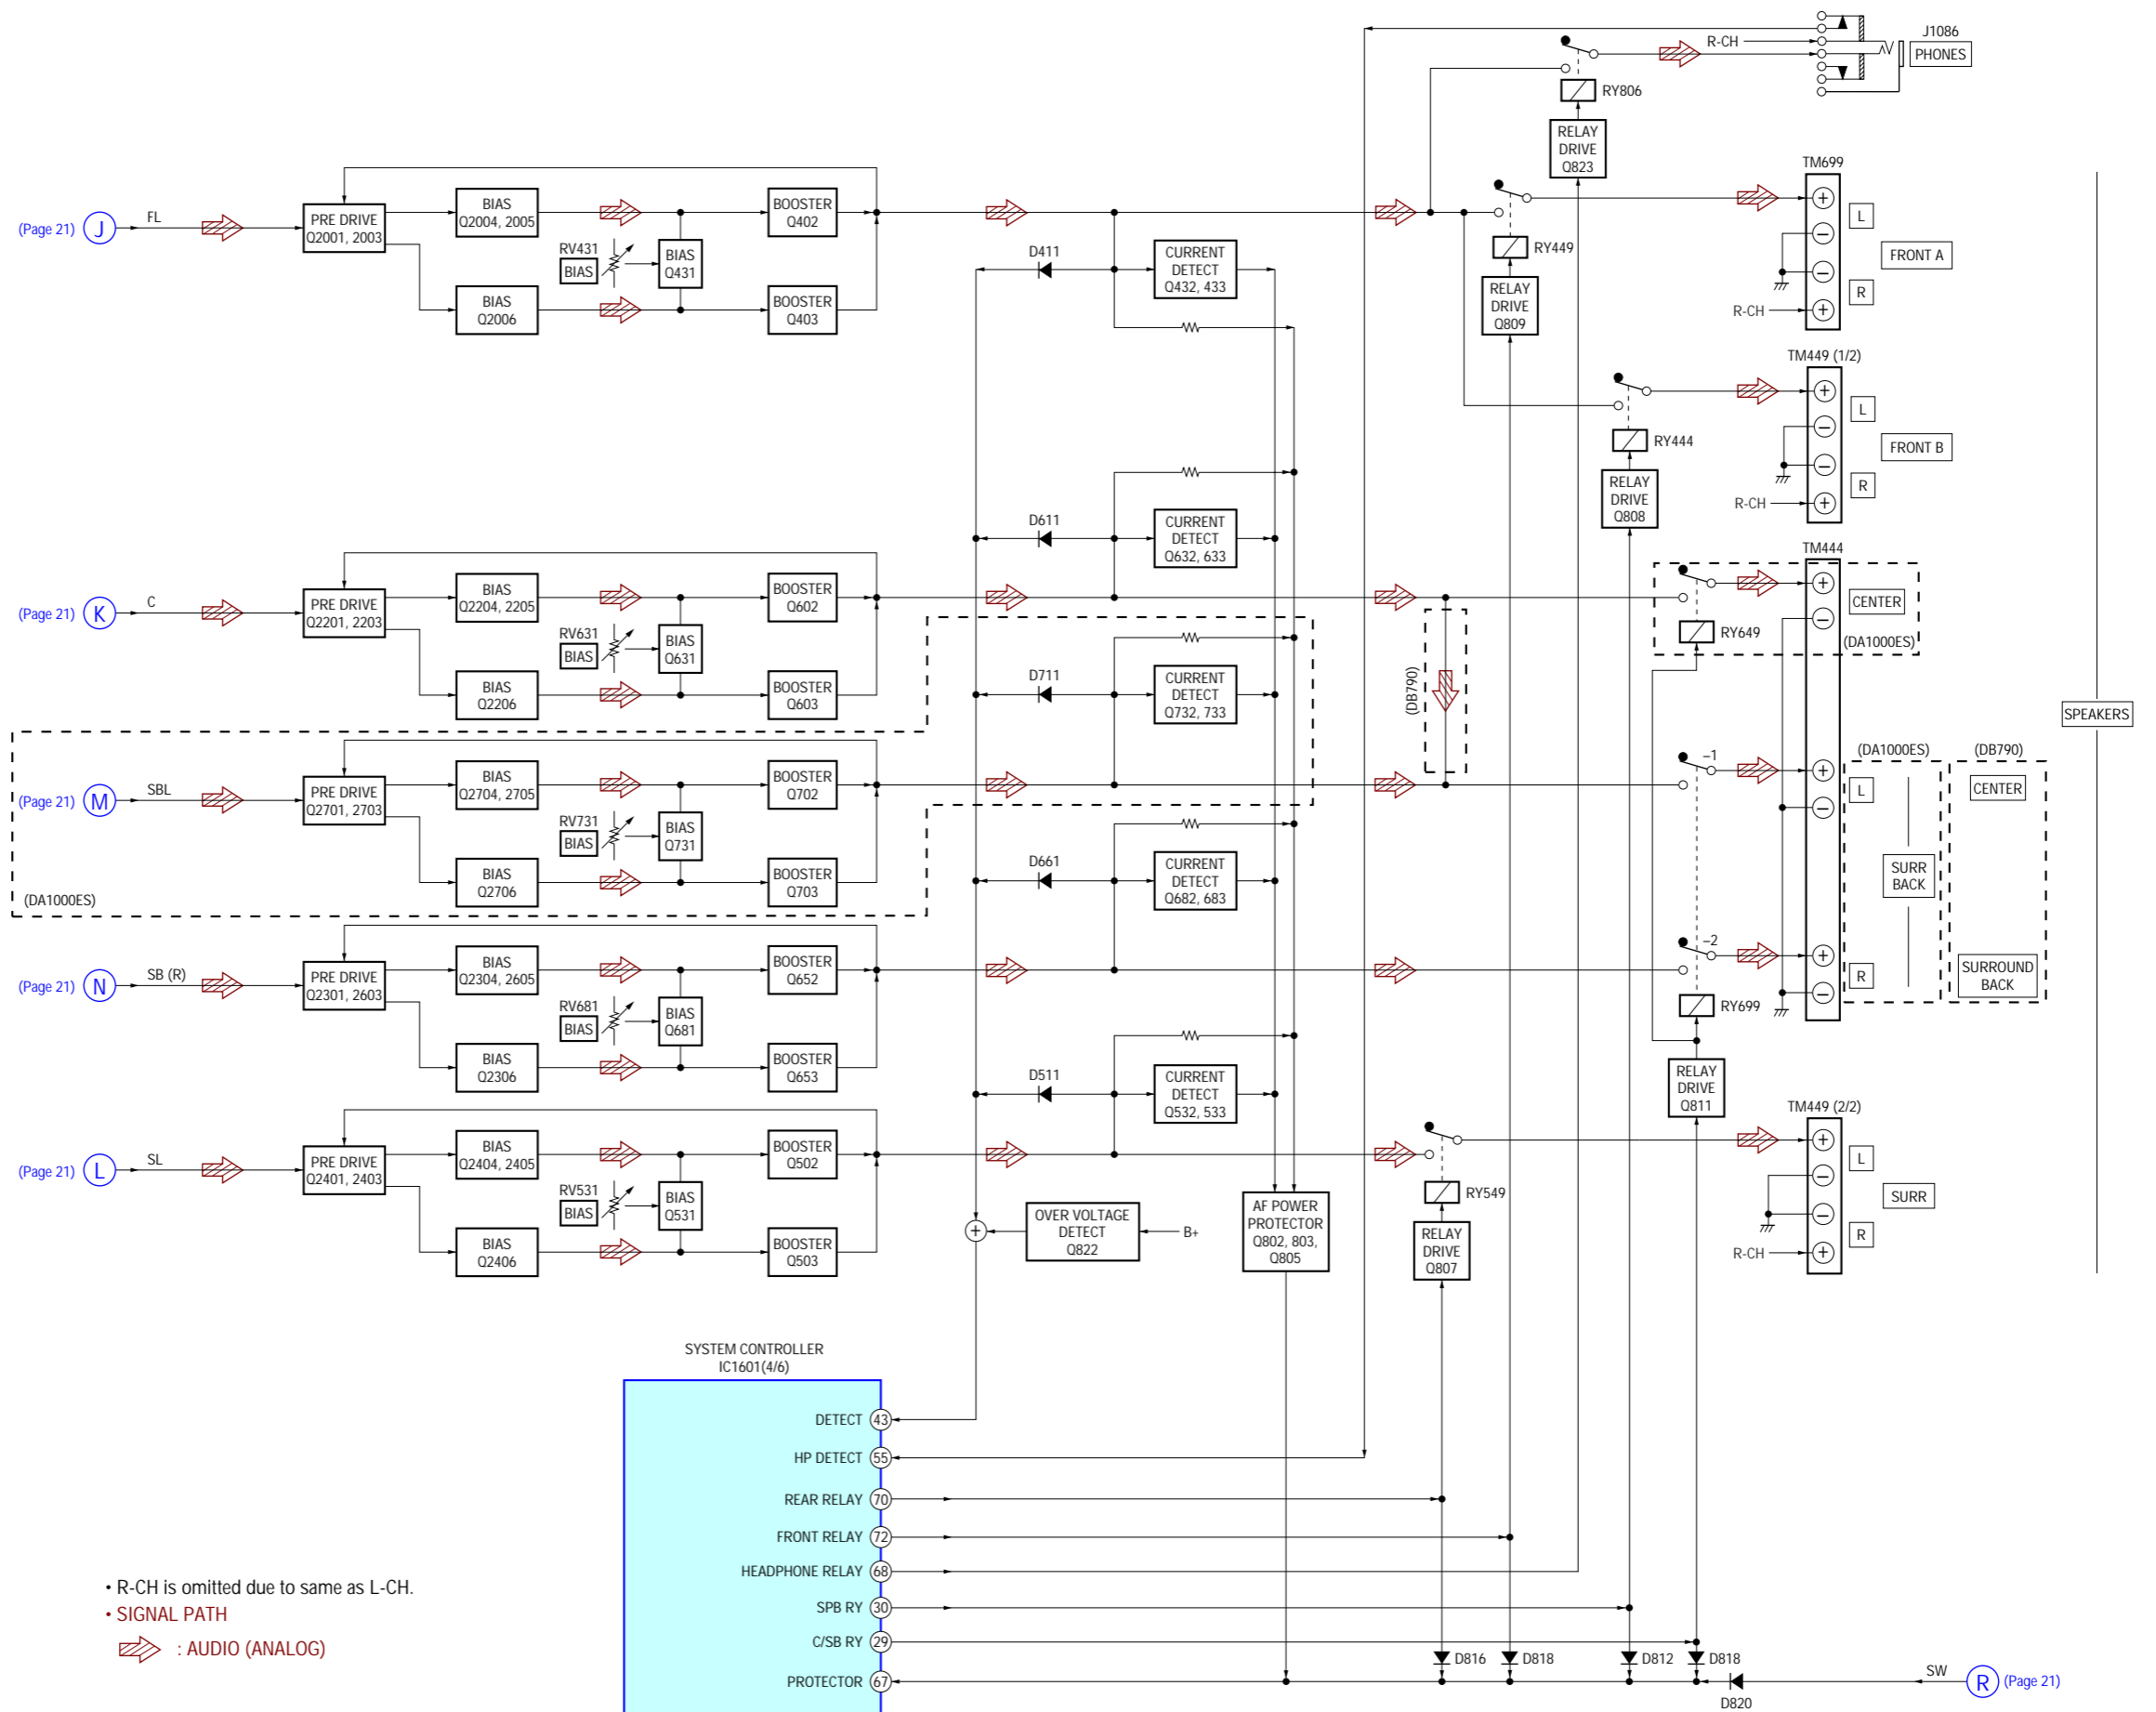 J1086
PHONES
R-CH
RY806
RELAY
DRIVE
Q823
TM699
(Page 21) J FL
PRE DRIVE
Q2001, 2003
BIAS
Q2004, 2005
RV431
BIAS
BIAS
Q431
BIAS
Q2006
BOOSTER
Q402
BOOSTER
Q403
D411
CURRENT
DETECT
Q432, 433
RY449
RELAY
DRIVE
Q809
+
−
−
+
L
R
FRONT A
R-CH
TM449 (1/2)
RY444
RELAY
DRIVE
Q808
+
−
−
+
L
R
FRONT B
R-CH
D611
CURRENT
DETECT
Q632, 633
(Page 21) K C
PRE DRIVE
Q2201, 2203
BIAS
Q2204, 2205
RV631
BIAS
BIAS
Q631
BIAS
Q2206
BOOSTER
Q602
BOOSTER
Q603
TM444
+
−
CENTER
RY649
(DA1000ES)
D711
CURRENT
DETECT
Q732, 733
(DB790)
SPEAKERS
(Page 21) M SBL
PRE DRIVE
Q2701, 2703
BIAS
Q2704, 2705
RV731
BIAS
BIAS
Q731
BIAS
Q2706
BOOSTER
Q702
BOOSTER
Q703
(DA1000ES)
D661
CURRENT
DETECT
Q682, 683
−1
−2
+
−
+
−
L
R
(DA1000ES)
SURR
BACK
(DB790)
CENTER
SURROUND
BACK
RY699
RELAY
DRIVE
Q811
(Page 21) N SB (R)
PRE DRIVE
Q2301, 2603
BIAS
Q2304, 2605
RV681
BIAS
BIAS
Q681
BIAS
Q2306
BOOSTER
Q652
BOOSTER
Q653
D511
CURRENT
DETECT
Q532, 533
(Page 21) L SL
PRE DRIVE
Q2401, 2403
BIAS
Q2404, 2405
RV531
BIAS
BIAS
Q531
BIAS
Q2406
BOOSTER
Q502
BOOSTER
Q503
+
OVER VOLTAGE
DETECT
Q822
B+
AF POWER
PROTECTOR
Q802, 803,
Q805
RY549
RELAY
DRIVE
Q807
TM449 (2/2)
+
−
−
+
L
R
SURR
R-CH
SYSTEM CONTROLLER
IC1601(4/6)
DETECT 43
HP DETECT 55
REAR RELAY 70
FRONT RELAY 72
HEADPHONE RELAY 68
SPB RY 30
C/SB RY 29
PROTECTOR 67
D816
D818
D812
D818
D820
SW R (Page 21)
• R-CH is omitted due to same as L-CH.
• SIGNAL PATH
: AUDIO (ANALOG)